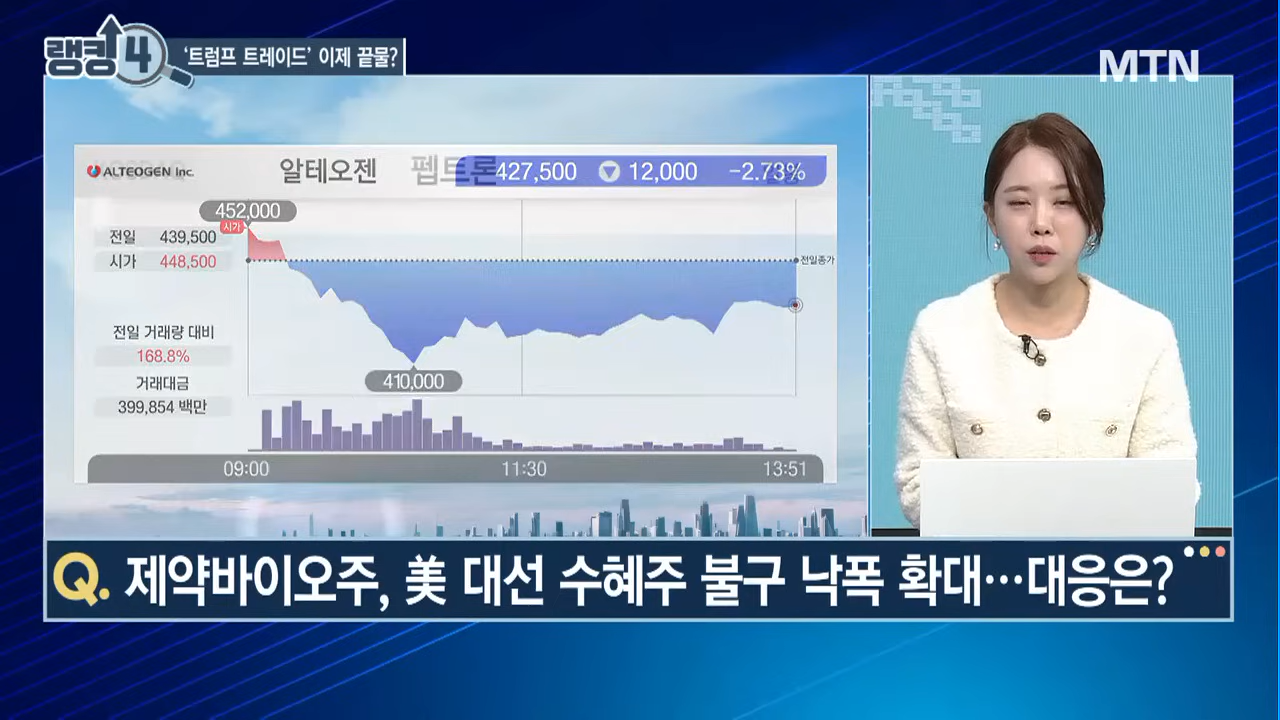 랭킹4 '트럼프 트레이드' 이제 끝물?
MTN
ALTEOGEN Inc. 알테오젠 펩트론 427,500 ▼ 12,000 -2.73%
452,000
시가
전일 439,500
시가 448,500
전일종가
전일 거래량 대비
168.8%
거래대금
399,854 백만
410,000
09:00 11:30 13:51
Q. 제약바이오주, 美 대선 수혜주 불구 낙폭 확대…대응은?